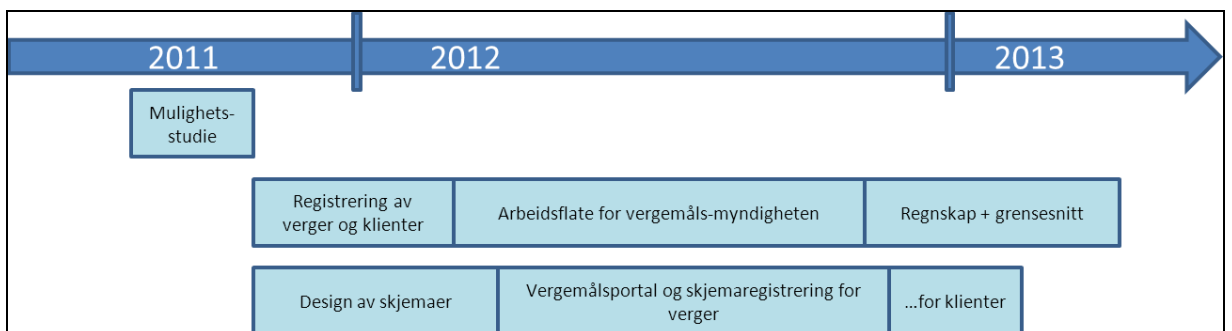 2011
2012
2013
Mulighets-
studie
Registrering av
verger og klienter
Arbeidsflate for vergemåls-myndigheten
Regnskap + grensesnitt
Design av skjemaer
Vergemålsportal og skjemaregistrering for
verger
...for klienter